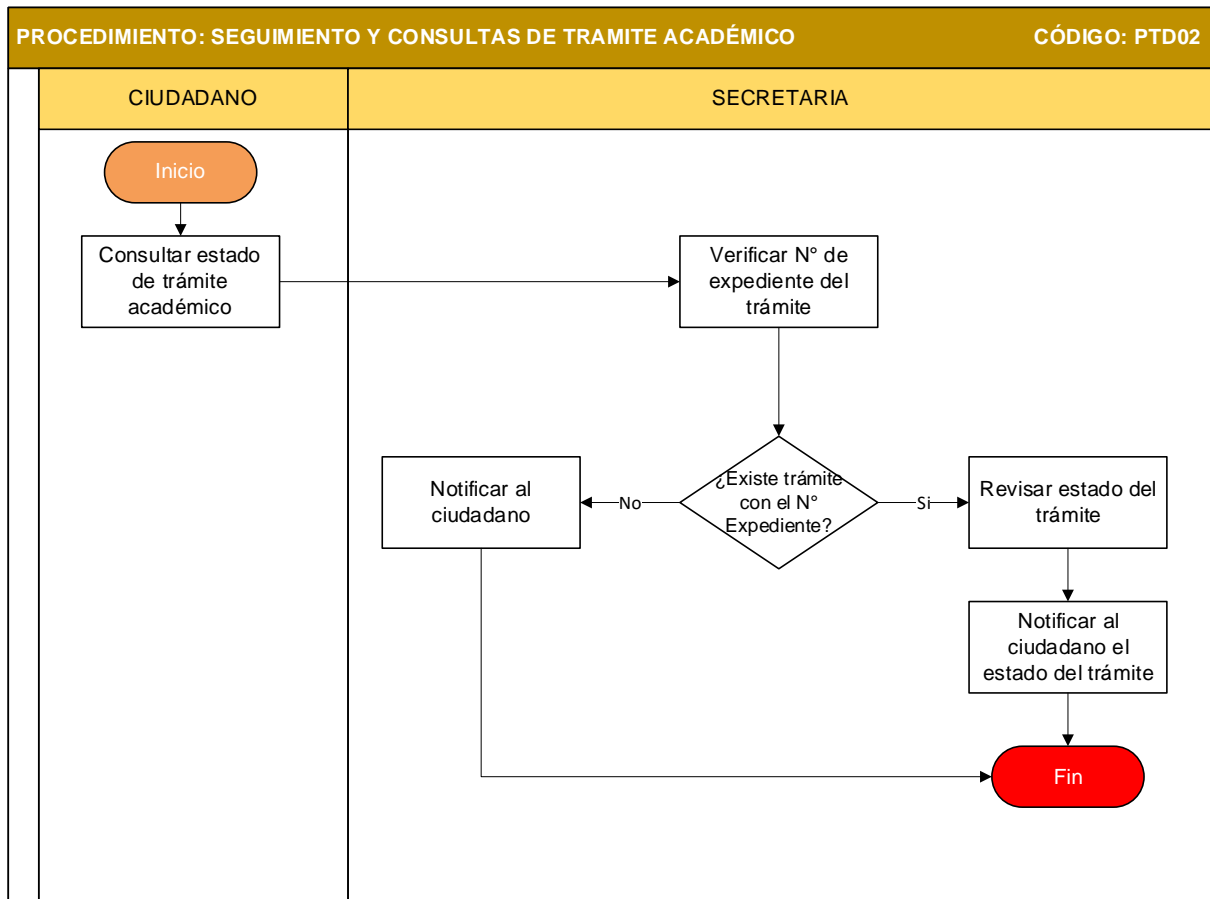 PROCEDIMIENTO: SEGUIMIENTO Y CONSULTAS DE TRAMITE ACADÉMICO
CÓDIGO: PTD02
CIUDADANO
SECRETARIA
Inicio
Consultar estado
de trámite
académico
Verificar N° de
expediente del
trámite
¿Existe trámite
con el N°
Expediente?
No
Notificar al
ciudadano
Si
Revisar estado del
trámite
Notificar al
ciudadano el
estado del trámite
Fin